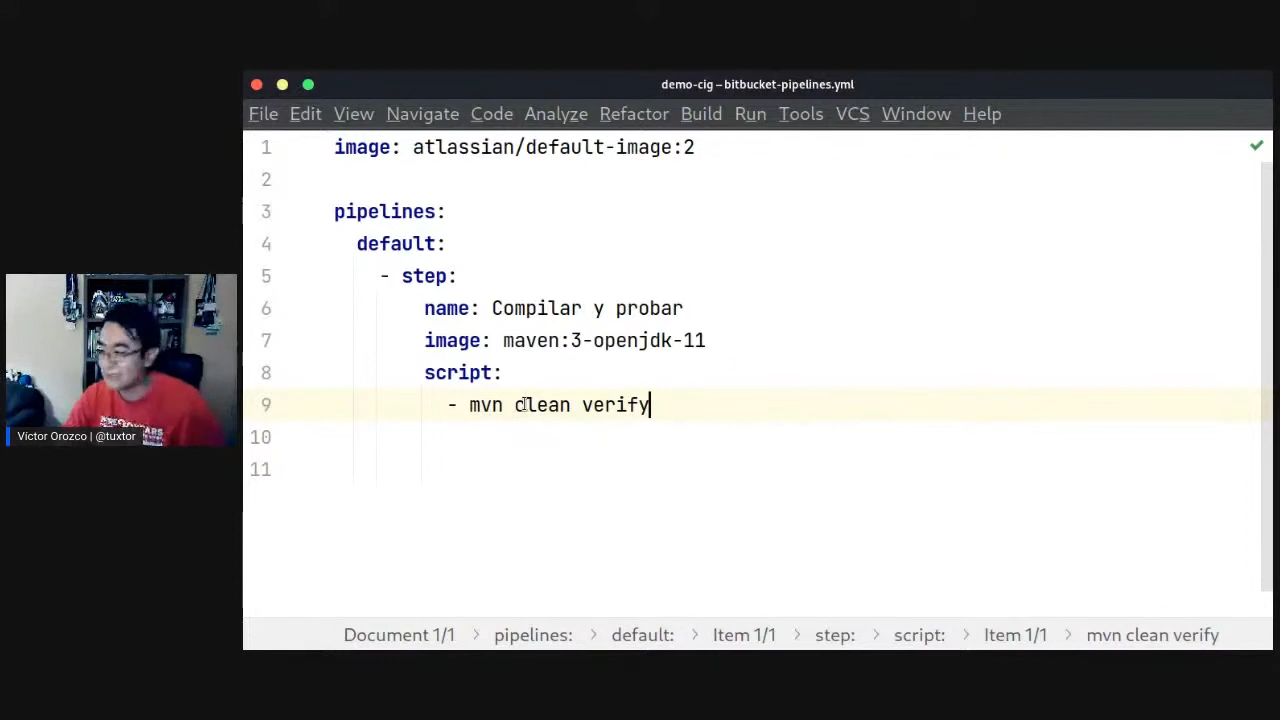 demo-cig – bitbucket-pipelines.yml
File Edit View Navigate Code Analyze Refactor Build Run Tools VCS Window Help
1 image: atlassian/default-image:2
2
3 pipelines:
4 default:
5 - step:
6 name: Compilar y probar
7 image: maven:3-openjdk-11
8 script:
9 - mvn clean verify
10
11
Víctor Orozco | @tuxtor
Document 1/1 > pipelines: > default: > Item 1/1 > step: > script: > Item 1/1 > mvn clean verify